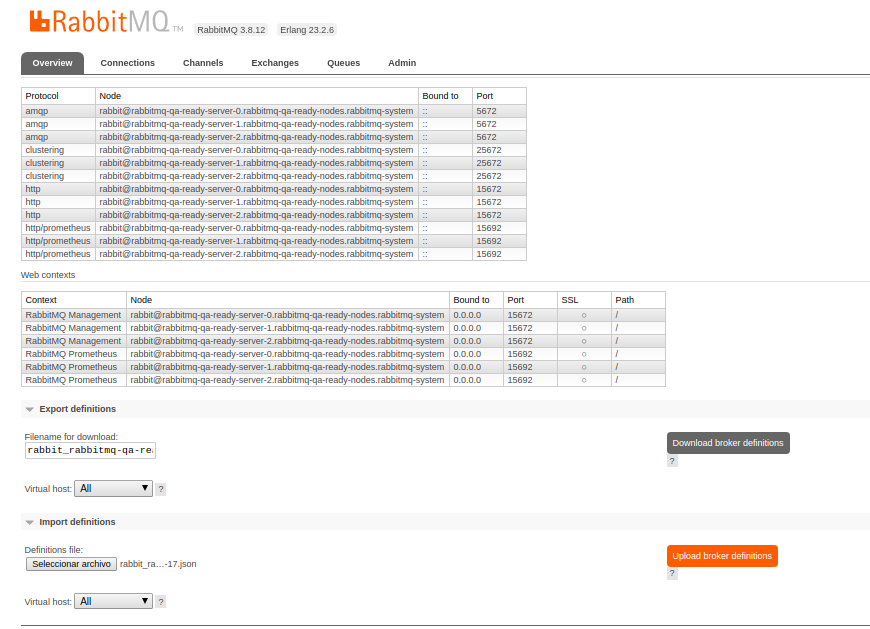 RabbitMQ TM RabbitMQ 3.8.12 Erlang 23.2.6
Overview Connections Channels Exchanges Queues Admin
Protocol Node Bound to Port
amqp rabbit@rabbitmq-qa-ready-server-0.rabbitmq-qa-ready-nodes.rabbitmq-system :: 5672
amqp rabbit@rabbitmq-qa-ready-server-1.rabbitmq-qa-ready-nodes.rabbitmq-system :: 5672
amqp rabbit@rabbitmq-qa-ready-server-2.rabbitmq-qa-ready-nodes.rabbitmq-system :: 5672
clustering rabbit@rabbitmq-qa-ready-server-0.rabbitmq-qa-ready-nodes.rabbitmq-system :: 25672
clustering rabbit@rabbitmq-qa-ready-server-1.rabbitmq-qa-ready-nodes.rabbitmq-system :: 25672
clustering rabbit@rabbitmq-qa-ready-server-2.rabbitmq-qa-ready-nodes.rabbitmq-system :: 25672
http rabbit@rabbitmq-qa-ready-server-0.rabbitmq-qa-ready-nodes.rabbitmq-system :: 15672
http rabbit@rabbitmq-qa-ready-server-1.rabbitmq-qa-ready-nodes.rabbitmq-system :: 15672
http rabbit@rabbitmq-qa-ready-server-2.rabbitmq-qa-ready-nodes.rabbitmq-system :: 15672
http/prometheus rabbit@rabbitmq-qa-ready-server-0.rabbitmq-qa-ready-nodes.rabbitmq-system :: 15692
http/prometheus rabbit@rabbitmq-qa-ready-server-1.rabbitmq-qa-ready-nodes.rabbitmq-system :: 15692
http/prometheus rabbit@rabbitmq-qa-ready-server-2.rabbitmq-qa-ready-nodes.rabbitmq-system :: 15692
Web contexts
Context Node Bound to Port SSL Path
RabbitMQ Management rabbit@rabbitmq-qa-ready-server-0.rabbitmq-qa-ready-nodes.rabbitmq-system 0.0.0.0 15672 ○ /
RabbitMQ Management rabbit@rabbitmq-qa-ready-server-1.rabbitmq-qa-ready-nodes.rabbitmq-system 0.0.0.0 15672 ○ /
RabbitMQ Management rabbit@rabbitmq-qa-ready-server-2.rabbitmq-qa-ready-nodes.rabbitmq-system 0.0.0.0 15672 ○ /
RabbitMQ Prometheus rabbit@rabbitmq-qa-ready-server-0.rabbitmq-qa-ready-nodes.rabbitmq-system 0.0.0.0 15692 ○ /
RabbitMQ Prometheus rabbit@rabbitmq-qa-ready-server-1.rabbitmq-qa-ready-nodes.rabbitmq-system 0.0.0.0 15692 ○ /
RabbitMQ Prometheus rabbit@rabbitmq-qa-ready-server-2.rabbitmq-qa-ready-nodes.rabbitmq-system 0.0.0.0 15692 ○ /
Export definitions
Filename for download:
rabbit_rabbitmq-qa-re
Download broker definitions
?
Virtual host: All ?
Import definitions
Definitions file:
Seleccionar archivo rabbit_ra…-17.json
Upload broker definitions
?
Virtual host: All ?